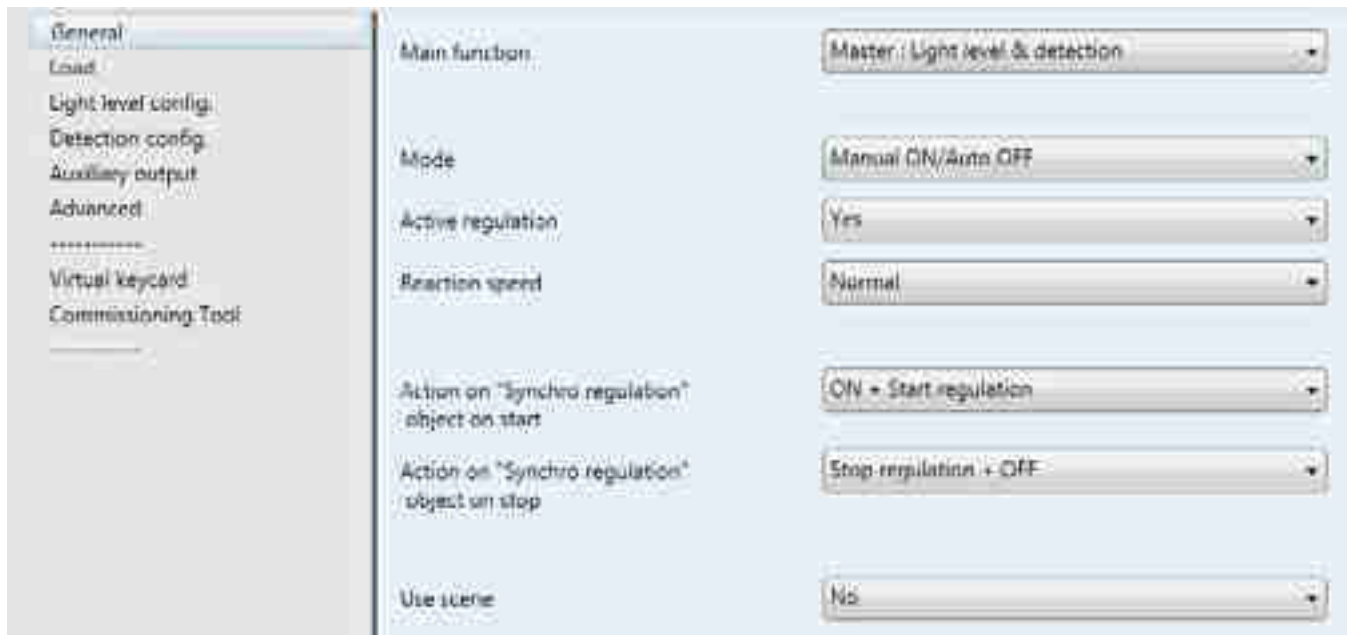 General
Load
Light level config.
Detection config.
Auxiliary output
Advanced
-----------
Virtual keycard
Commissioning Tool
-----------
Main function
Master : Light level & detection
Mode
Manual ON/Auto OFF
Active regulation
Yes
Reaction speed
Normal
Action on "Synchro regulation"
object on start
ON + Start regulation
Action on "Synchro regulation"
object on stop
Stop regulation + OFF
Use scene
No